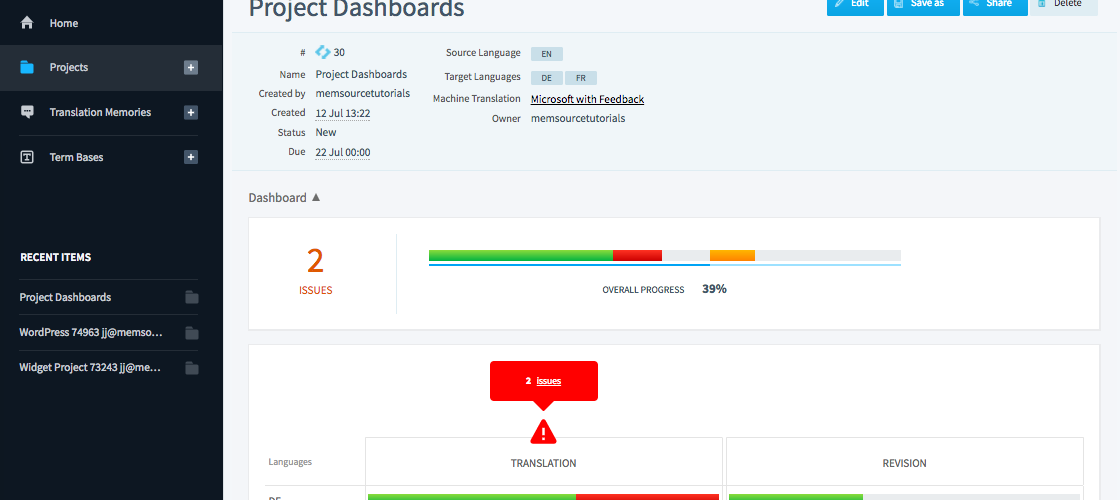 Project Dashboards
Edit
Save as
Share
Delete
Home
Projects
Translation Memories
Term Bases
RECENT ITEMS
Project Dashboards
WordPress 74963 jj@memso...
Widget Project 73243 jj@me...
# 30
Name Project Dashboards
Created by memsourcetutorials
Created 12 Jul 13:22
Status New
Due 22 Jul 00:00
Source Language EN
Target Languages DE FR
Machine Translation Microsoft with Feedback
Owner memsourcetutorials
Dashboard
2
ISSUES
OVERALL PROGRESS 39%
2 issues
Languages TRANSLATION REVISION
DE